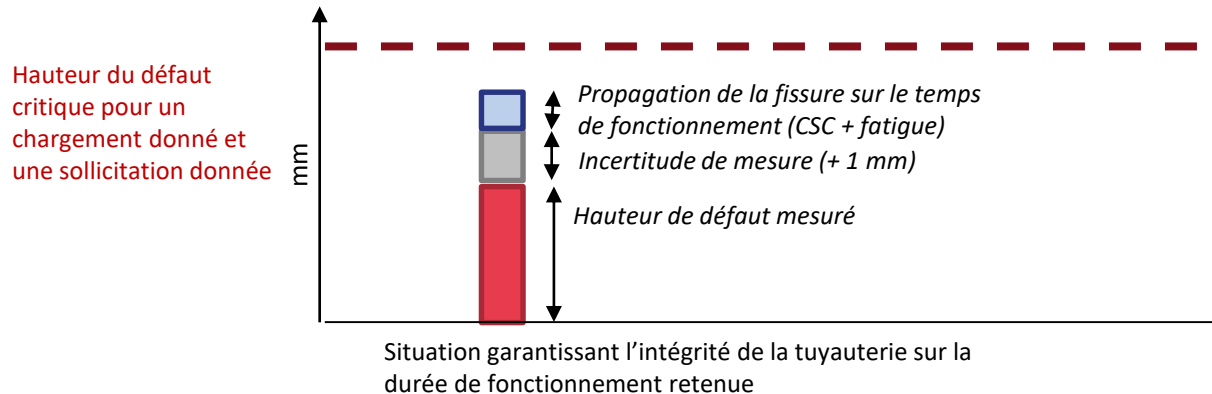 Hauteur du défaut
critique pour un
chargement donné et
une sollicitation donnée
mm
Propagation de la fissure sur le temps
de fonctionnement (CSC + fatigue)
Incertitude de mesure (+ 1 mm)
Hauteur de défaut mesuré
Situation garantissant l’intégrité de la tuyauterie sur la
durée de fonctionnement retenue